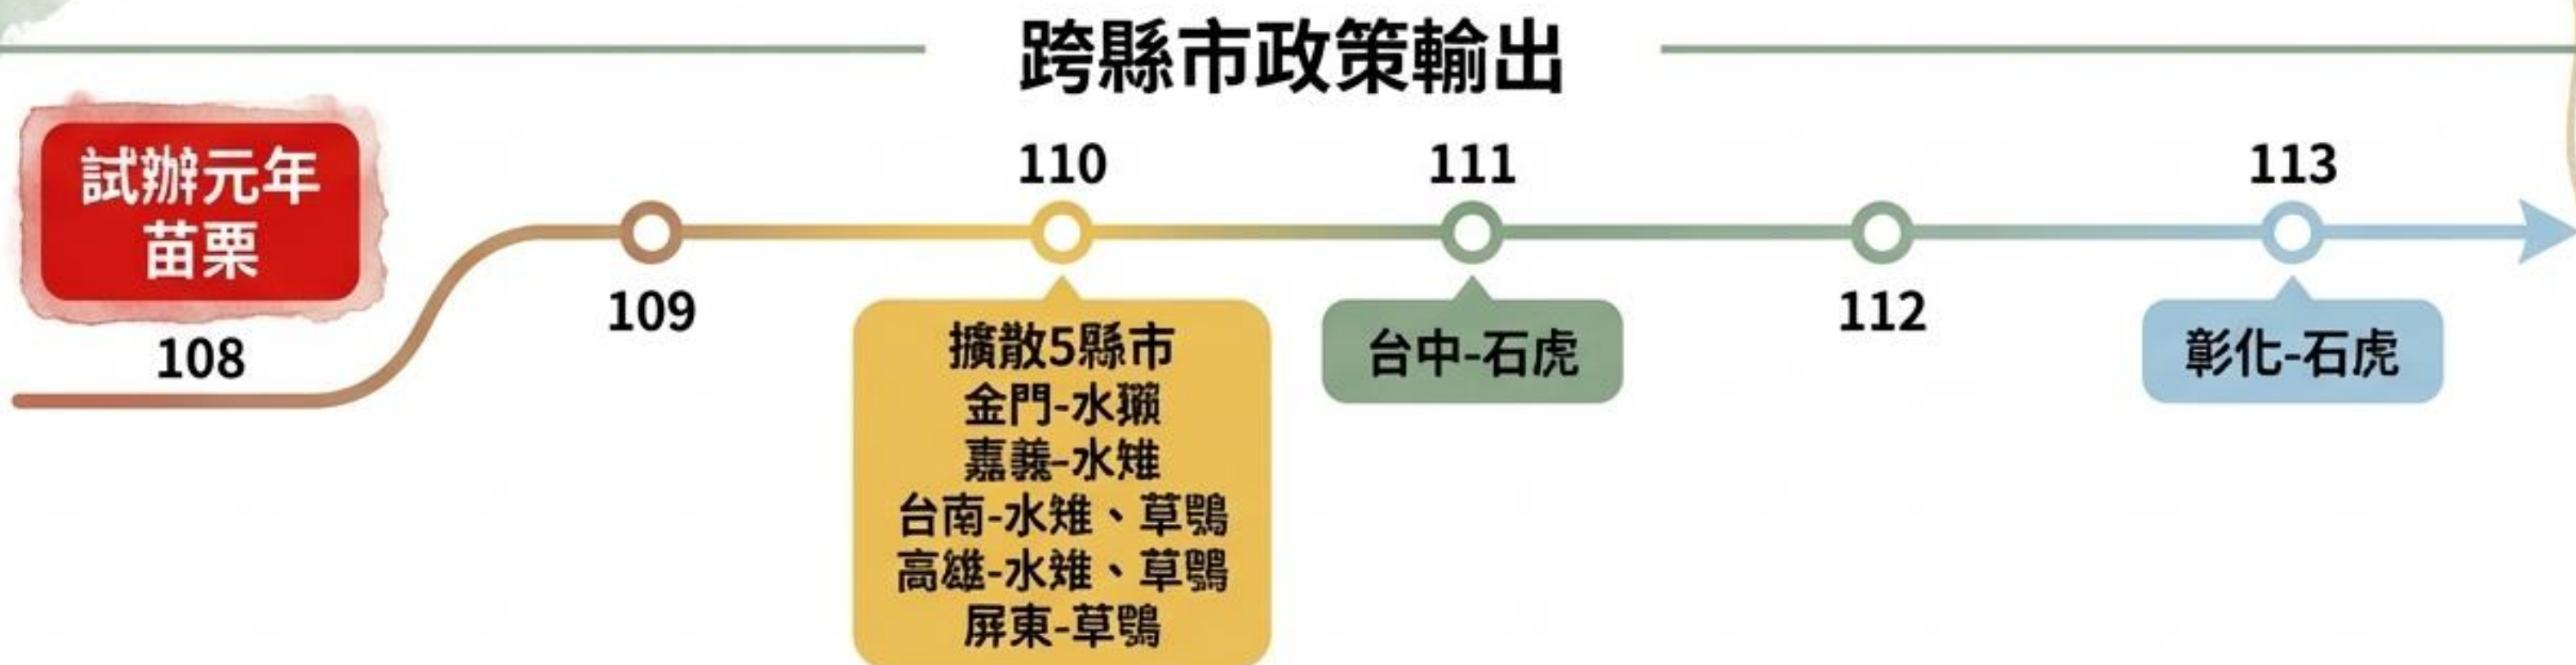 跨縣市政策輸出
試辦元年
苗栗
108
109
110
擴散5縣市
金門-水獺
嘉義-水雉
台南-水雉、草鴞
高雄-水雉、草鴞
屏東-草鴞
111
台中-石虎
112
113
彰化-石虎